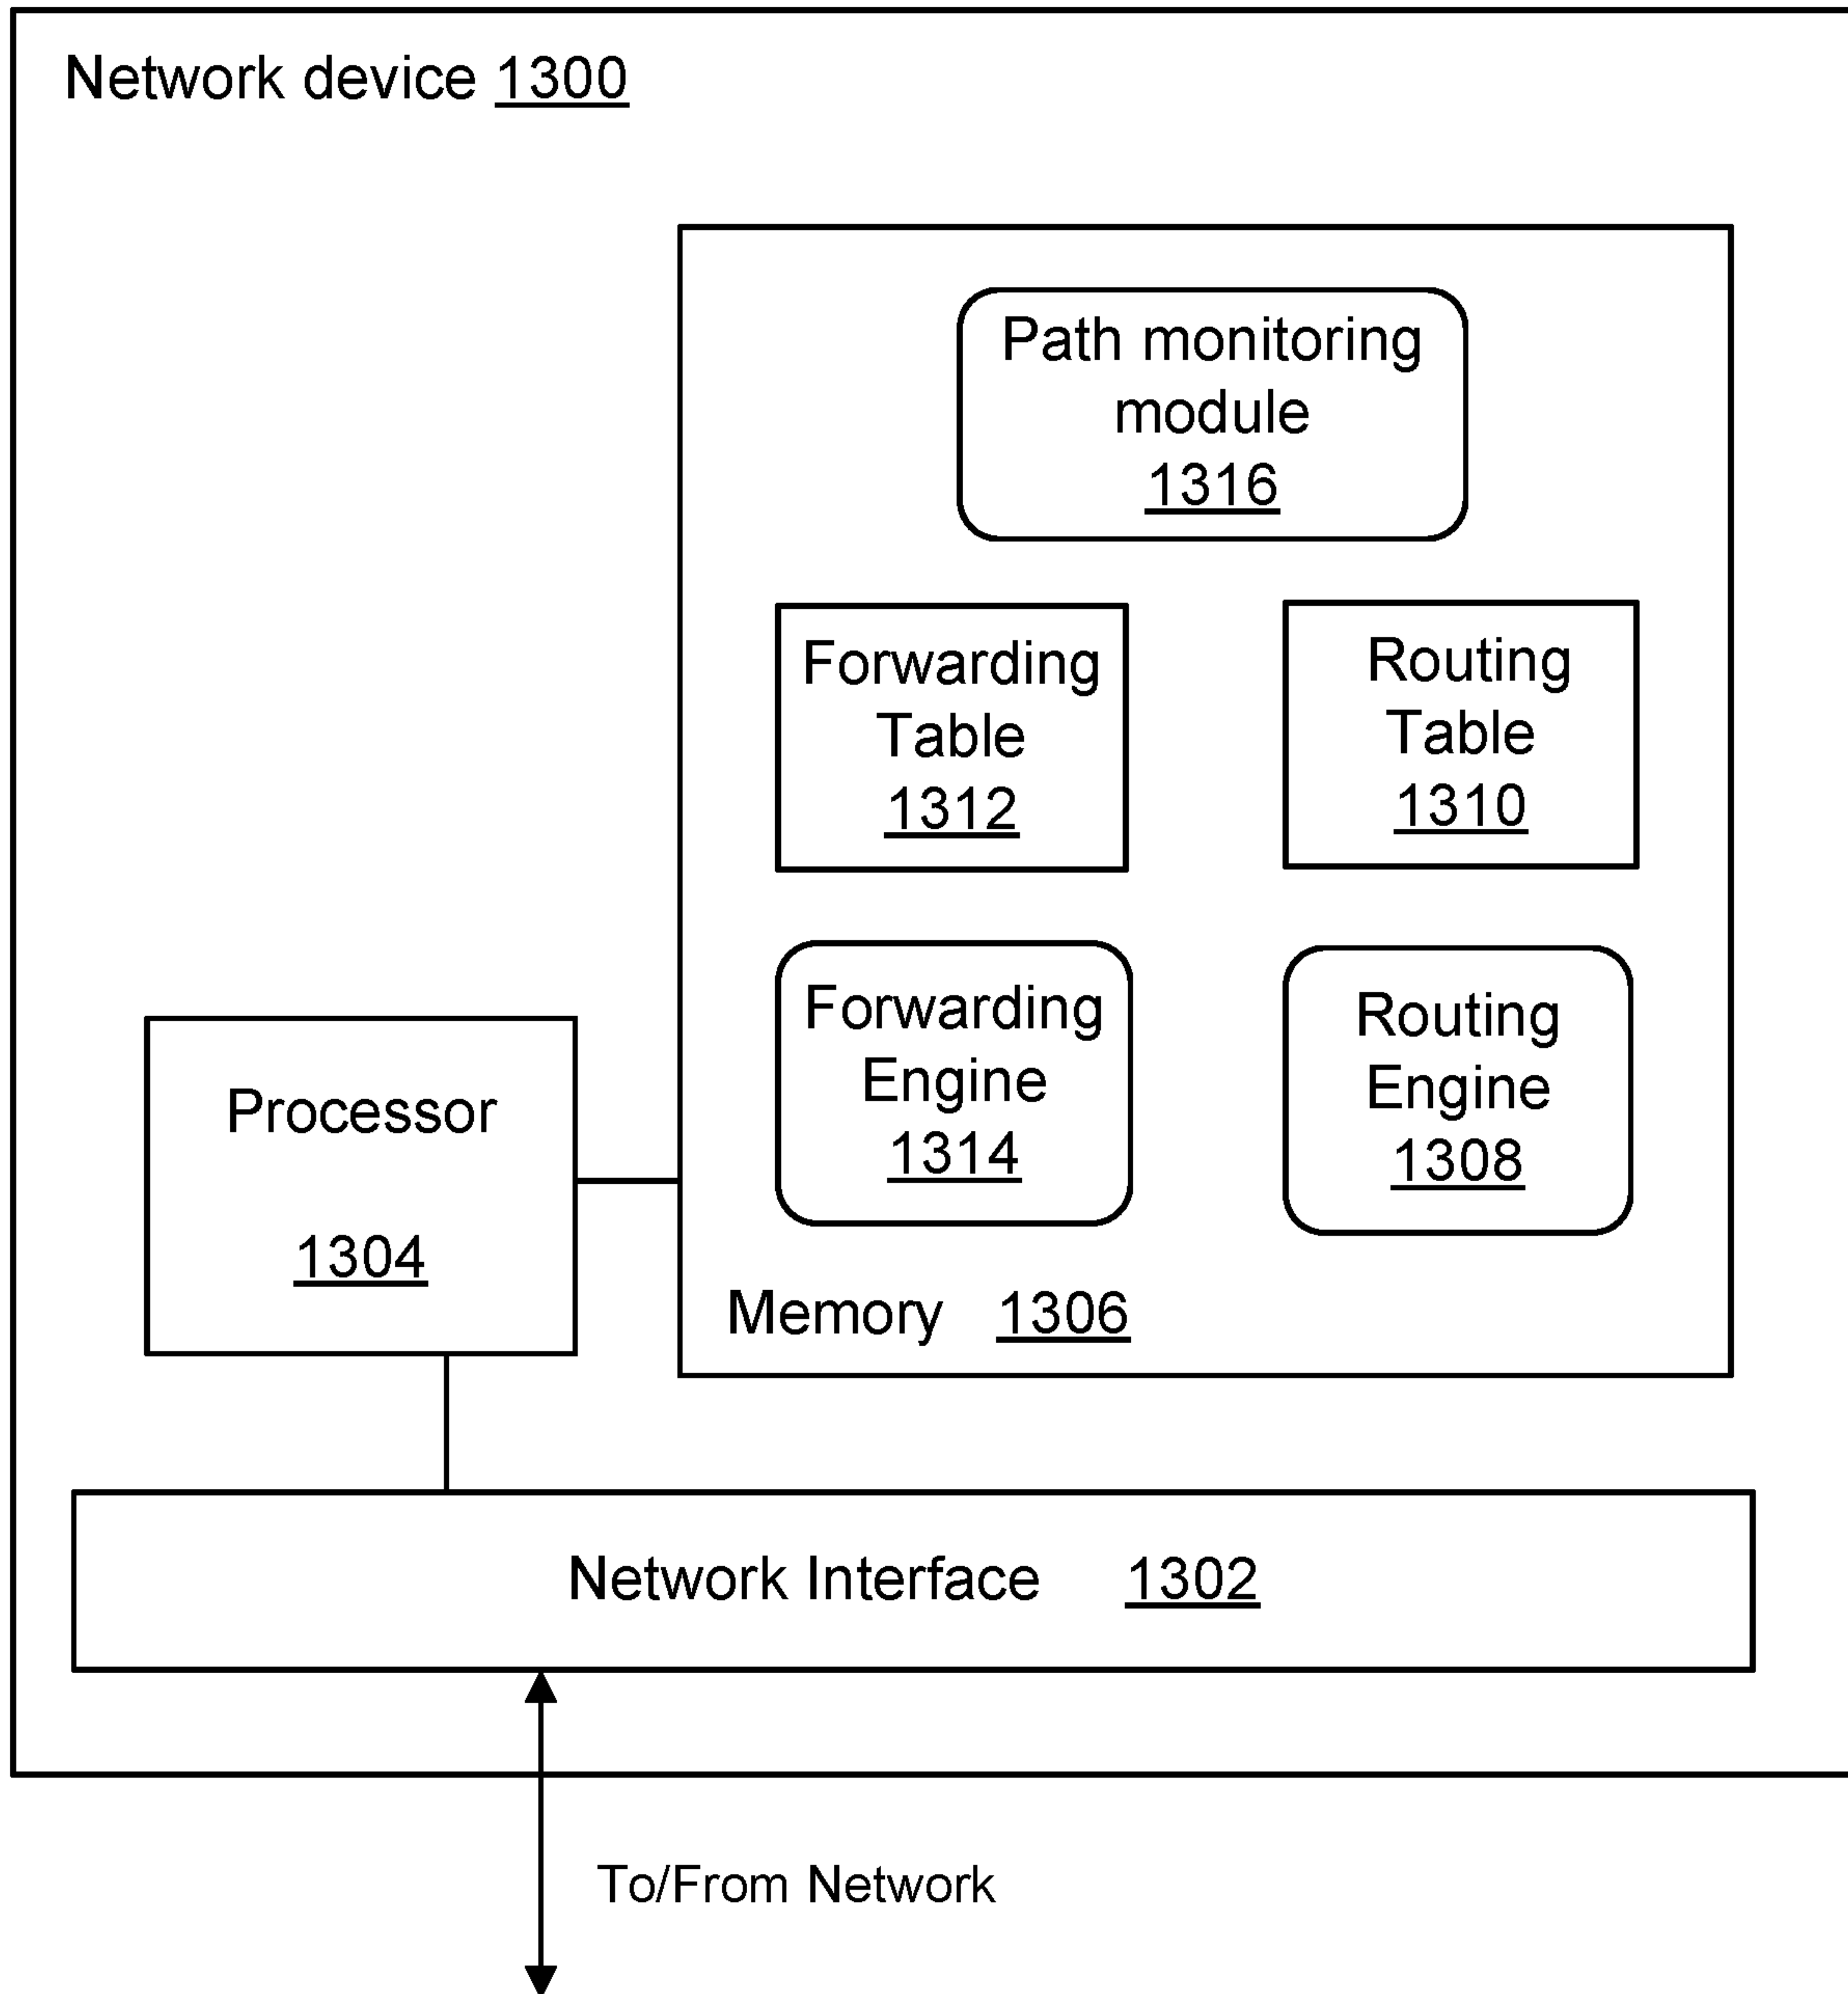 Network device 1300
Path monitoring
module
1316
Forwarding
Table
1312
Routing
Table
1310
Forwarding
Engine
1314
Routing
Engine
1308
Processor
1304
Memory 1306
Network Interface 1302
To/From Network